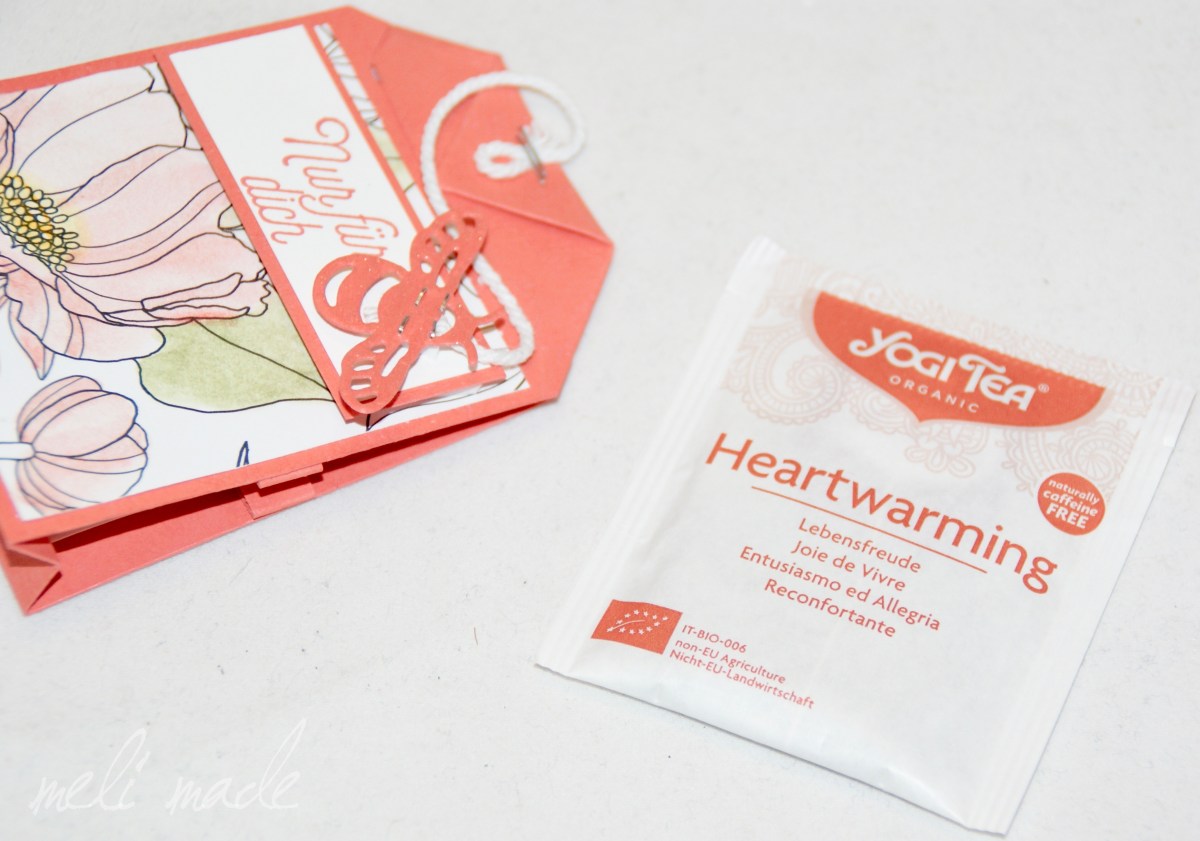 Nur für
dich
YOGI TEA®
ORGANIC
Heartwarming
naturally
caffeine
FREE
Lebensfreude
Joie de Vivre
Entusiasmo ed Allegria
Reconfortante
IT-BIO-006
non-EU Agriculture
Nicht-EU-Landwirtschaft
meli made